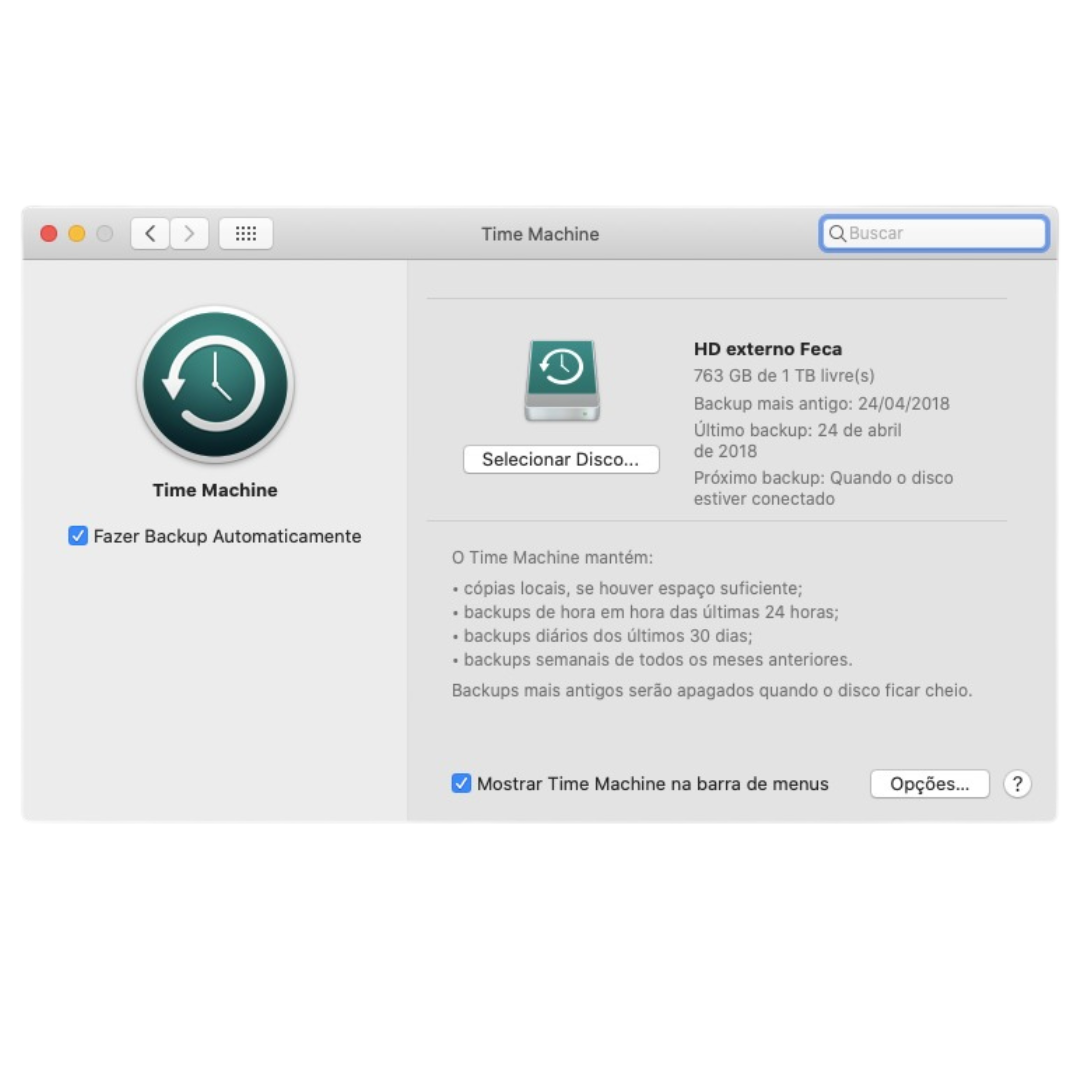 Time Machine
Buscar
Time Machine
Fazer Backup Automaticamente
Selecionar Disco...
HD externo Feca
763 GB de 1 TB livre(s)
Backup mais antigo: 24/04/2018
Último backup: 24 de abril
de 2018
Próximo backup: Quando o disco
estiver conectado
O Time Machine mantém:
• cópias locais, se houver espaço suficiente;
• backups de hora em hora das últimas 24 horas;
• backups diários dos últimos 30 dias;
• backups semanais de todos os meses anteriores.
Backups mais antigos serão apagados quando o disco ficar cheio.
Mostrar Time Machine na barra de menus
Opções...
?